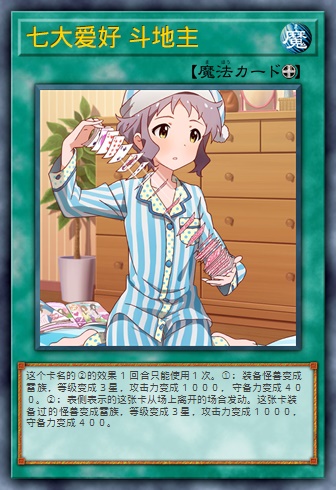 七大爱好 斗地主
魔
【魔法カード】
这个卡名的②的效果1回合只能使用1次。①：装备怪兽变成
雷族，等级变成3星，攻击力变成1000，守备力变成40
0。②：表侧表示的这张卡从场上离开的场合发动。这张卡装
备过的怪兽变成雷族，等级变成3星，攻击力变成1000，
守备力变成400。